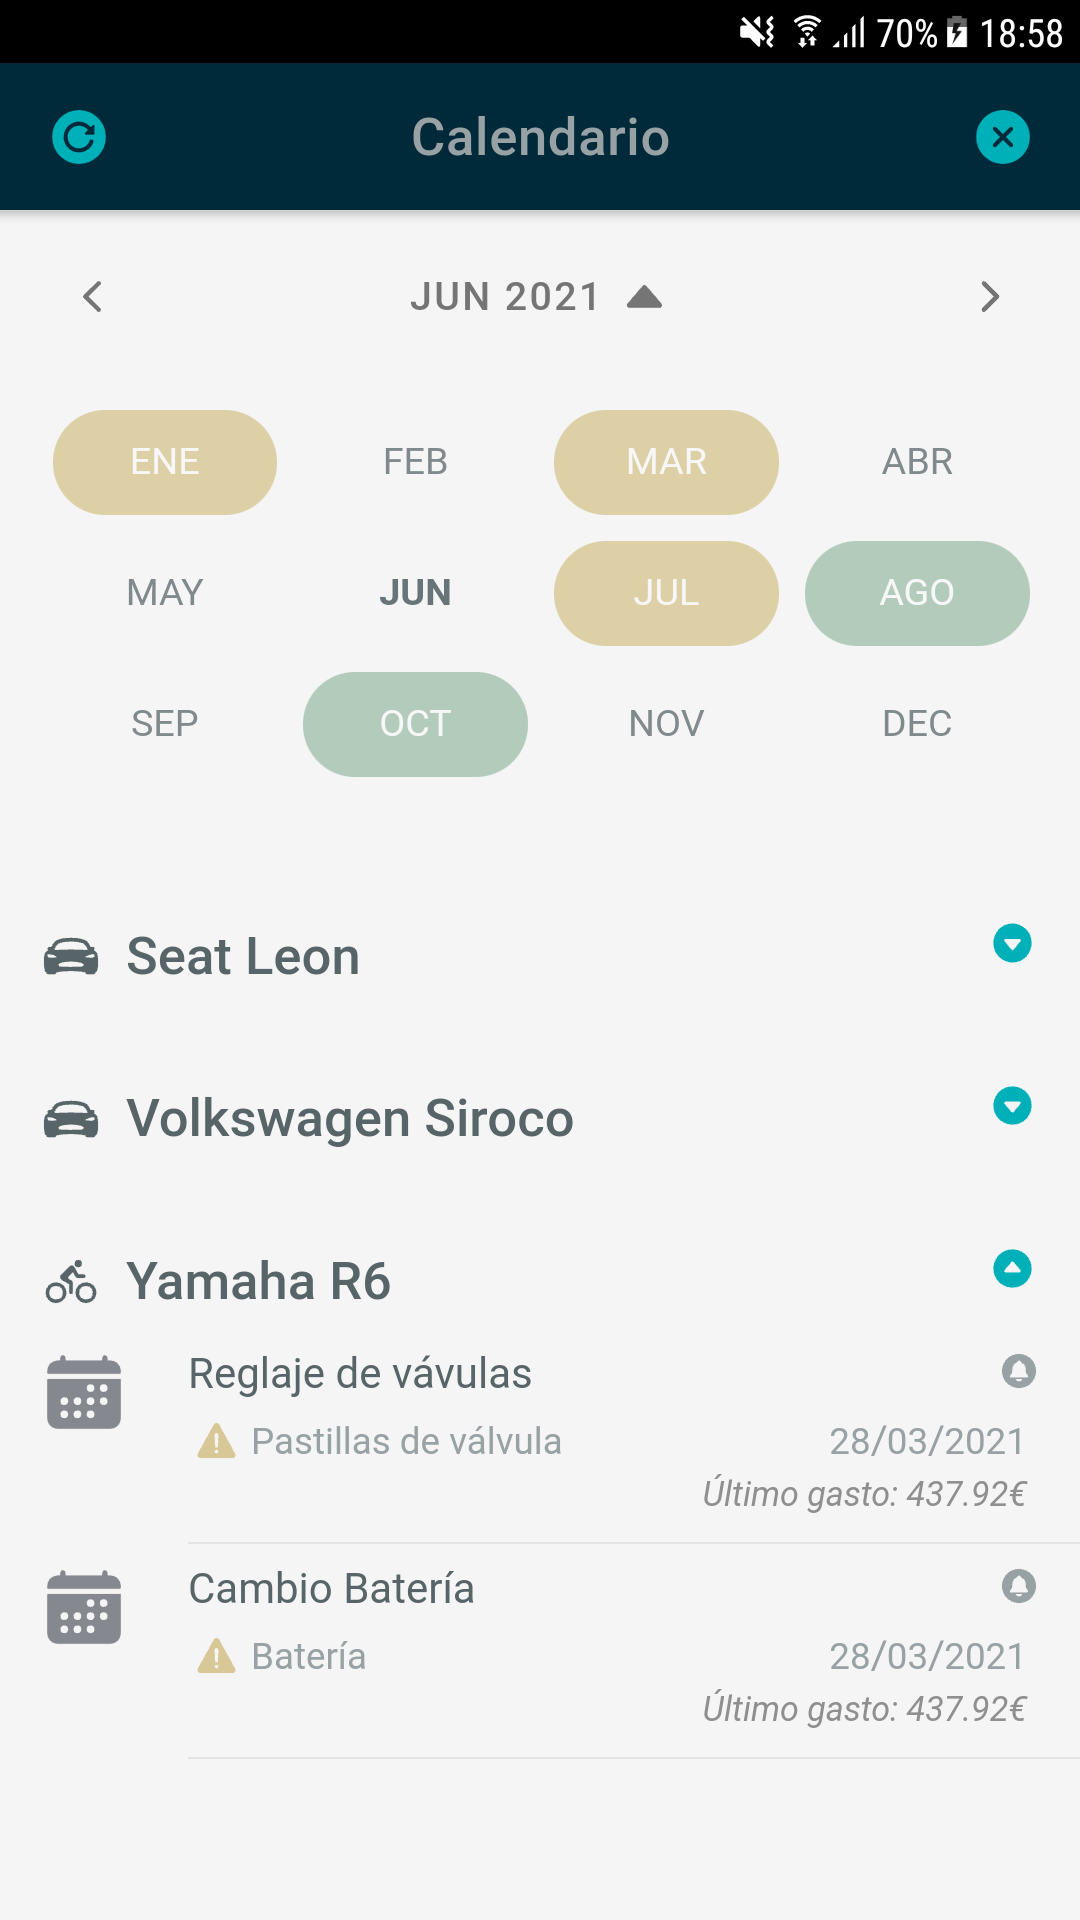 70% 18:58
Calendario
JUN 2021
ENE FEB MAR ABR
MAY JUN JUL AGO
SEP OCT NOV DEC
Seat Leon
Volkswagen Siroco
Yamaha R6
Reglaje de vávulas
Pastillas de válvula 28/03/2021
Último gasto: 437.92€
Cambio Batería
Batería 28/03/2021
Último gasto: 437.92€